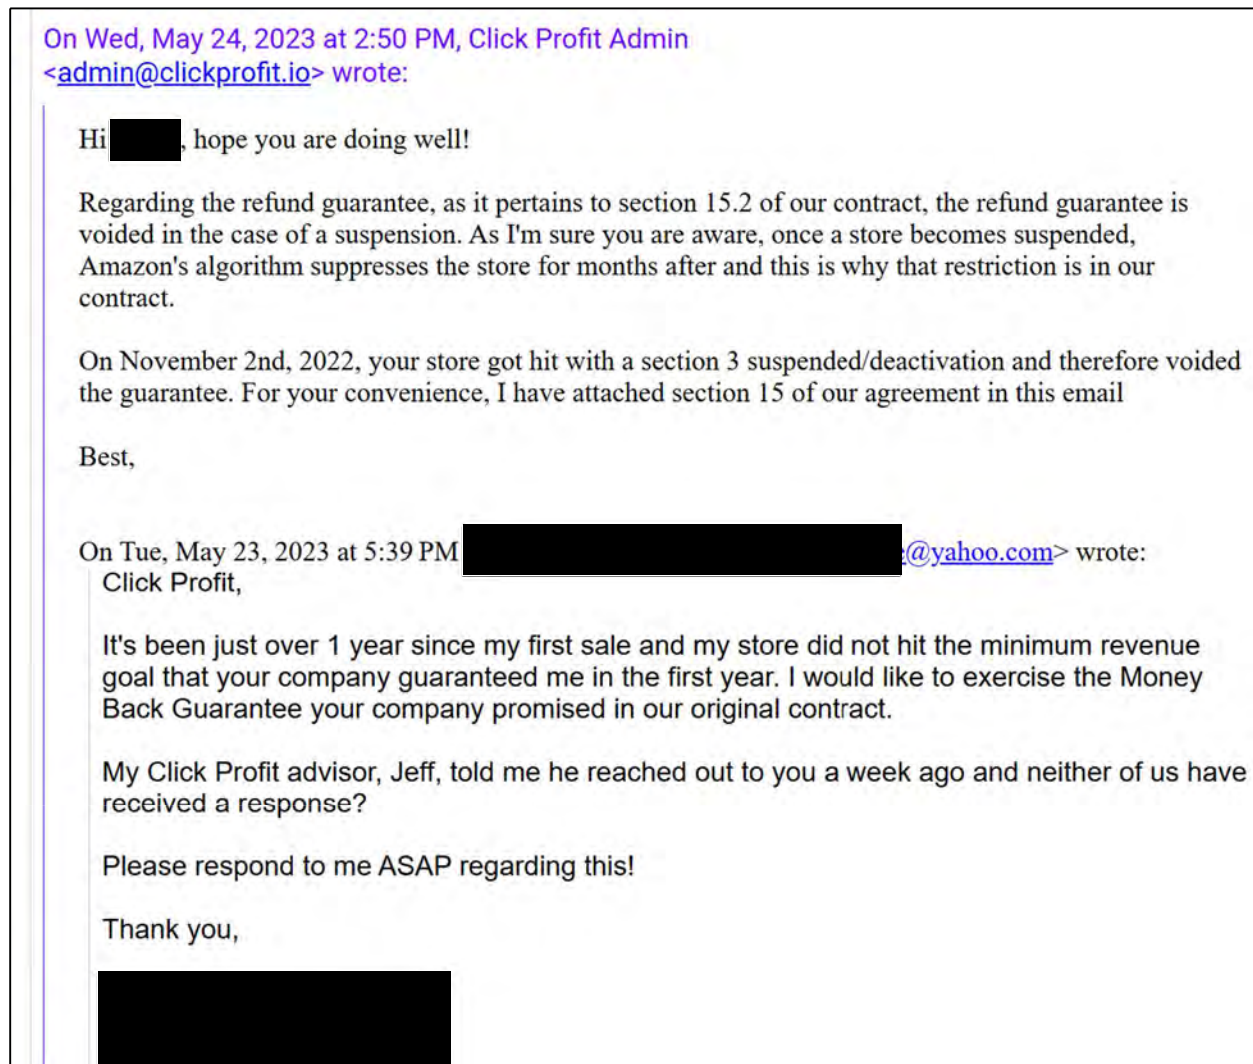 On Wed, May 24, 2023 at 2:50 PM, Click Profit Admin
<admin@clickprofit.io> wrote:
Hi , hope you are doing well!
Regarding the refund guarantee, as it pertains to section 15.2 of our contract, the refund guarantee is
voided in the case of a suspension. As I'm sure you are aware, once a store becomes suspended,
Amazon's algorithm suppresses the store for months after and this is why that restriction is in our
contract.
On November 2nd, 2022, your store got hit with a section 3 suspended/deactivation and therefore voided
the guarantee. For your convenience, I have attached section 15 of our agreement in this email
Best,
On Tue, May 23, 2023 at 5:39 PM @yahoo.com> wrote:
Click Profit,
It's been just over 1 year since my first sale and my store did not hit the minimum revenue
goal that your company guaranteed me in the first year. I would like to exercise the Money
Back Guarantee your company promised in our original contract.
My Click Profit advisor, Jeff, told me he reached out to you a week ago and neither of us have
received a response?
Please respond to me ASAP regarding this!
Thank you,